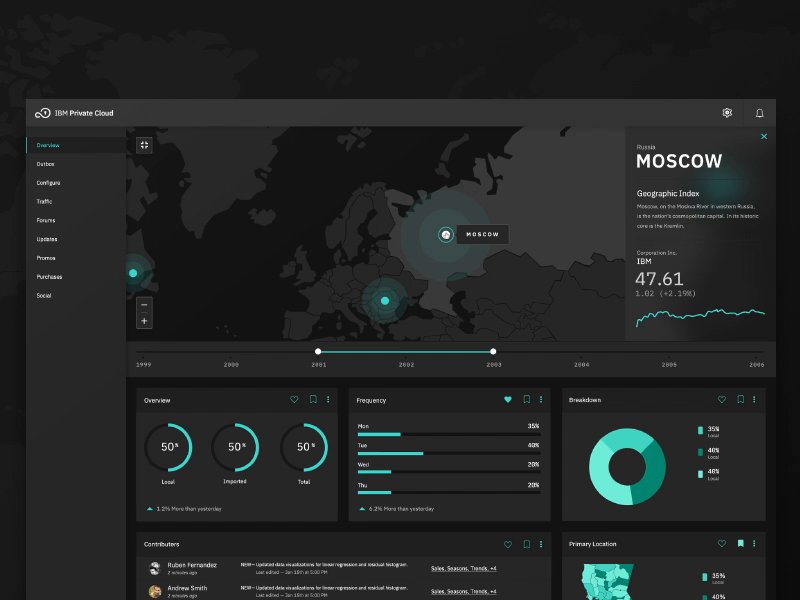 IBM Private Cloud
Overview
Outbox
Configure
Traffic
Forums
Updates
Promos
Purchases
Social
MOSCOW
Russia
MOSCOW
Geographic Index
Moscow, on the Moskva River in western Russia,
is the nation's cosmopolitan capital. In its historic
core is the Kremlin.
Corporation Inc.
IBM
47.61
1.02 (+2.19%)
1999 2000 2001 2002 2003 2004 2005 2006
Overview
50%
50%
50%
Local
Imported
Total
1.2% More than yesterday
Frequency
Mon 35%
Tue 40%
Wed 20%
Thu 20%
6.2% More than yesterday
Breakdown
35%
Local
40%
Local
40%
Local
Contributers
Ruben Fernandez
2 minutes ago
NEW— Updated data visualizations for linear regression and residual histogram.
Last edited — Jan 19th at 5:00 PM
Sales, Seasons, Trends, +4
Andrew Smith
2 minutes ago
NEW— Updated data visualizations for linear regression and residual histogram.
Last edited — Jan 19th at 5:00 PM
Sales, Seasons, Trends, +4
Primary Location
35%
Local
40%